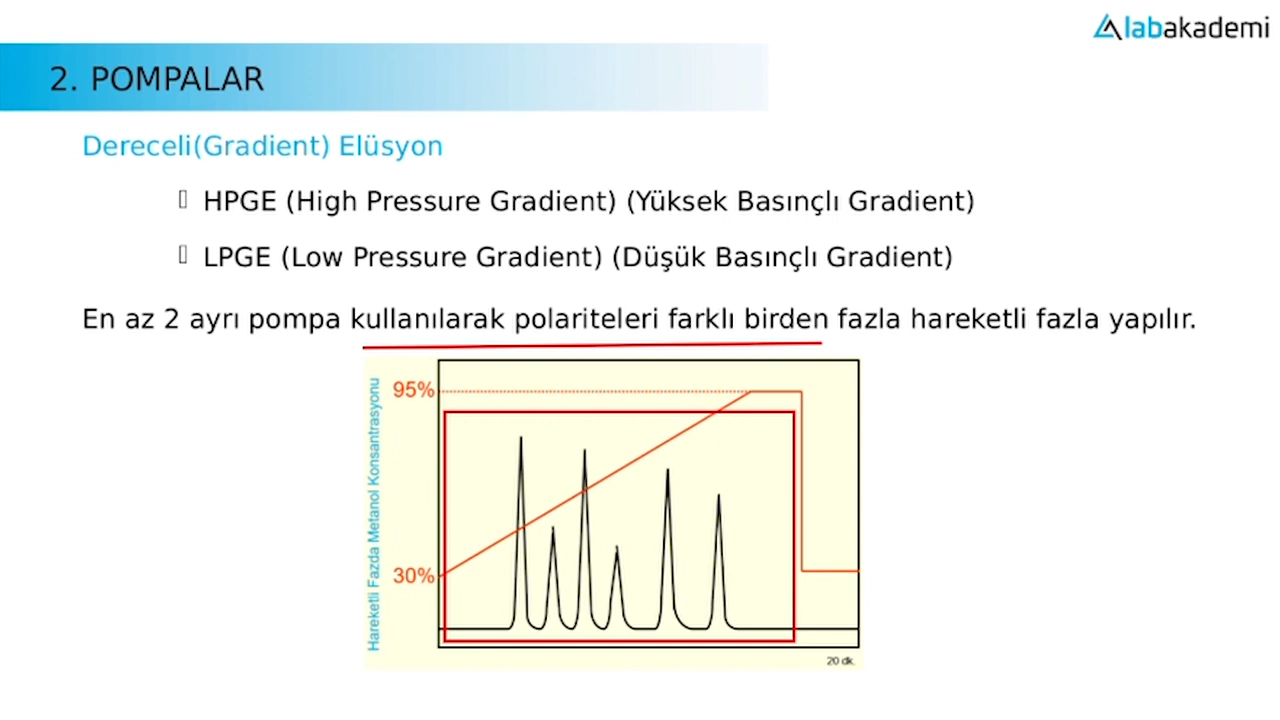 labakademi
2. POMPALAR
Dereceli(Gradient) Elüsyon
HPGE (High Pressure Gradient) (Yüksek Basınçlı Gradient)
LPGE (Low Pressure Gradient) (Düşük Basınçlı Gradient)
En az 2 ayrı pompa kullanılarak polariteleri farklı birden fazla hareketli fazla yapılır.
Hareketli Fazda Metanol Konsantrasyonu
95%
30%
20 dk.